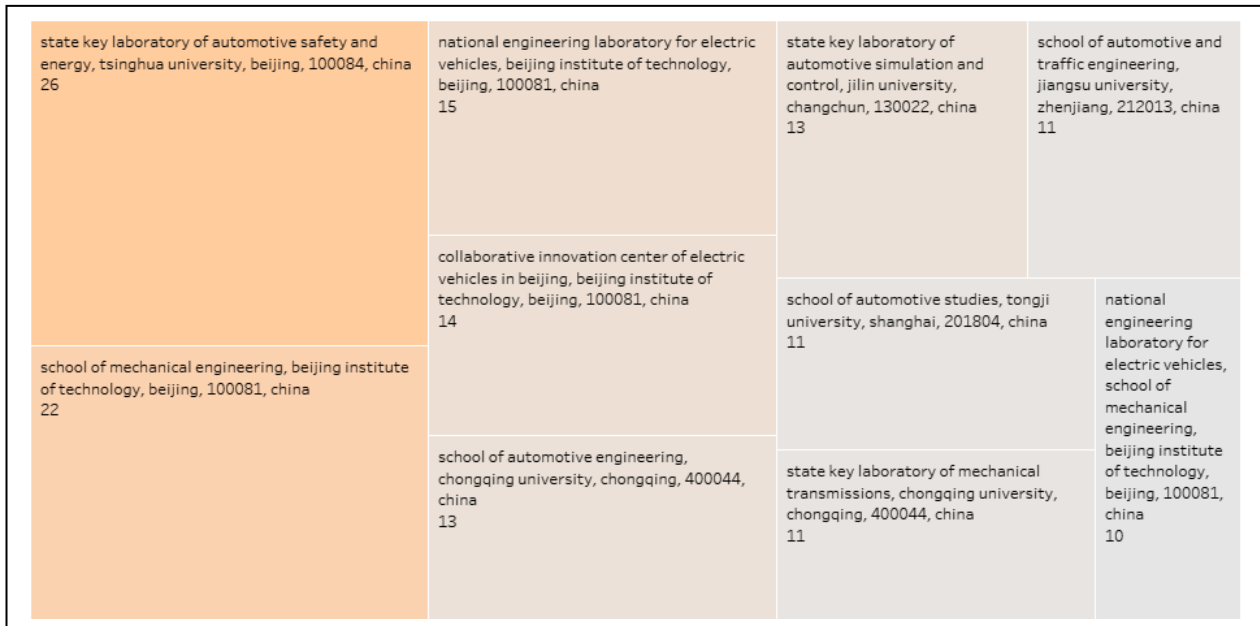 state key laboratory of automotive safety and
energy, tsinghua university, beijing, 100084, china
26
school of mechanical engineering, beijing institute
of technology, beijing, 100081, china
22
national engineering laboratory for electric
vehicles, beijing institute of technology,
beijing, 100081, china
15
collaborative innovation center of electric
vehicles in beijing, beijing institute of
technology, beijing, 100081, china
14
school of automotive engineering,
chongqing university, chongqing, 400044,
china
13
state key laboratory of
automotive simulation and
control, jilin university,
changchun, 130022, china
13
school of automotive and
traffic engineering,
jiangsu university,
zhenjiang, 212013, china
11
school of automotive studies, tongji
university, shanghai, 201804, china
11
state key laboratory of mechanical
transmissions, chongqing university,
chongqing, 400044, china
11
national
engineering
laboratory for
electric vehicles,
school of
mechanical
engineering,
beijing institute
of technology,
beijing, 100081,
china
10